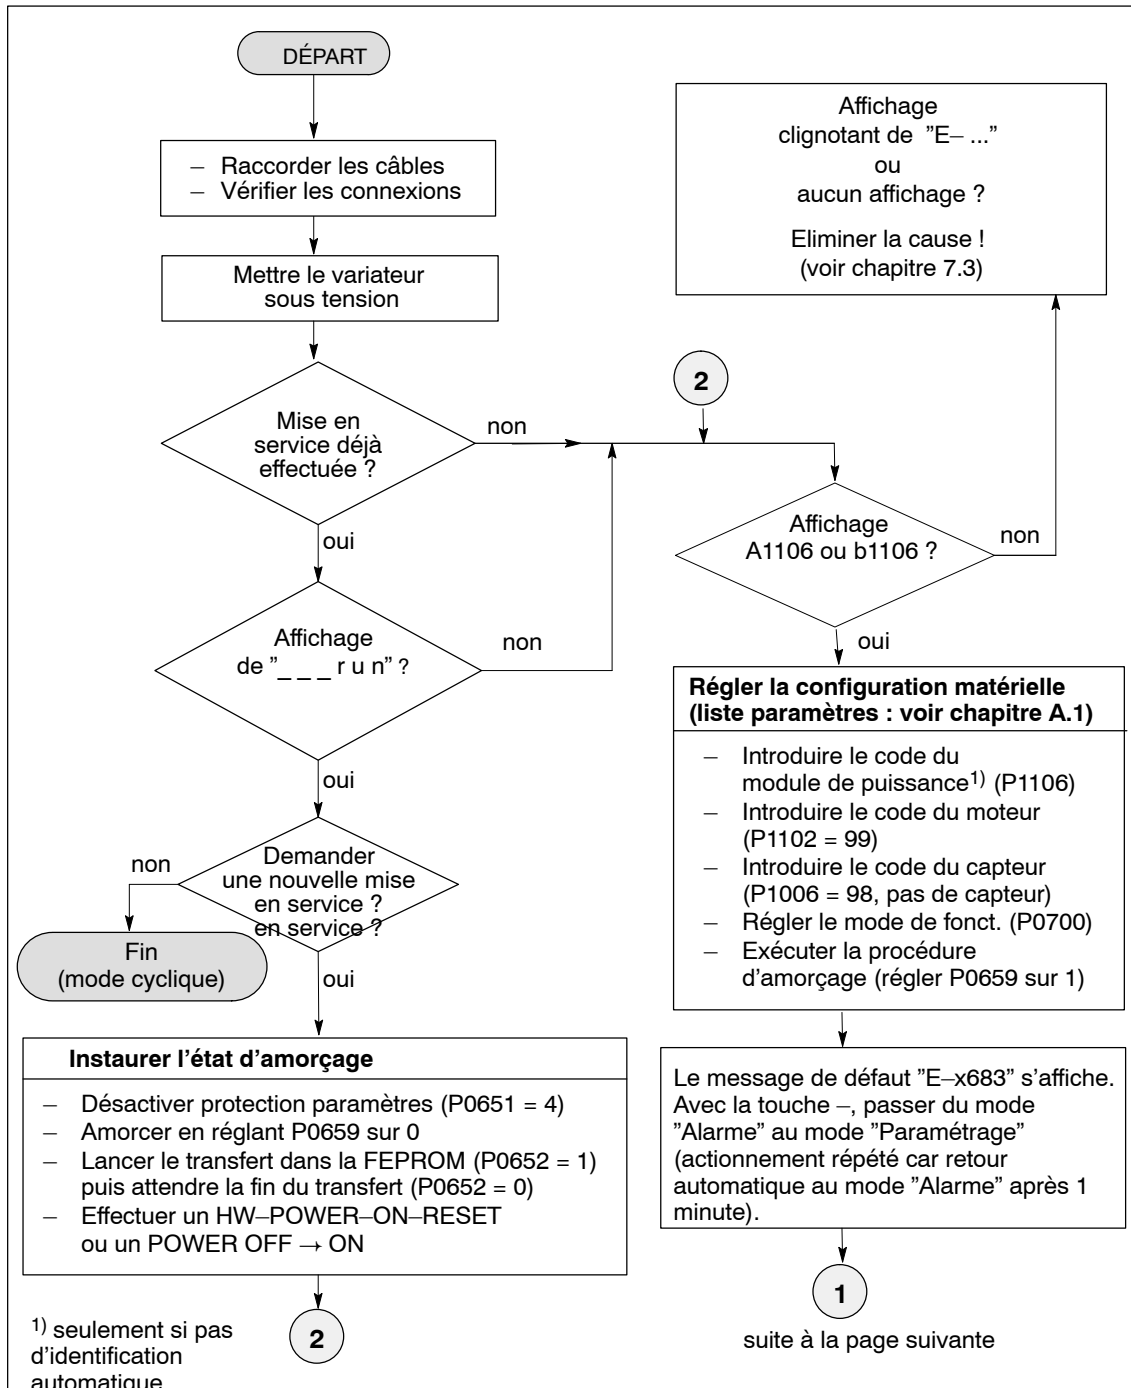 DÉPART
– Raccorder les câbles
– Vérifier les connexions
Mettre le variateur
sous tension
Mise en
service déjà
effectuée ?
non
oui
Affichage
de ”_ _ _ r u n” ?
non
oui
Demander
une nouvelle mise
en service ?
en service ?
non
Fin
(mode cyclique)
oui
Instaurer l’état d’amorçage
– Désactiver protection paramètres (P0651 = 4)
– Amorcer en réglant P0659 sur 0
– Lancer le transfert dans la FEPROM (P0652 = 1)
puis attendre la fin du transfert (P0652 = 0)
– Effectuer un HW–POWER–ON–RESET
ou un POWER OFF → ON
2
1) seulement si pas
d’identification
automatique
Affichage
clignotant de ”E– ...”
ou
aucun affichage ?
Eliminer la cause !
(voir chapitre 7.3)
2
Affichage
A1106 ou b1106 ?
non
oui
Régler la configuration matérielle
(liste paramètres : voir chapitre A.1)
– Introduire le code du
module de puissance1) (P1106)
– Introduire le code du moteur
(P1102 = 99)
– Introduire le code du capteur
(P1006 = 98, pas de capteur)
– Régler le mode de fonct. (P0700)
– Exécuter la procédure
d’amorçage (régler P0659 sur 1)
Le message de défaut ”E–x683” s’affiche.
Avec la touche –, passer du mode
”Alarme” au mode ”Paramétrage”
(actionnement répété car retour
automatique au mode ”Alarme” après 1
minute).
1
suite à la page suivante